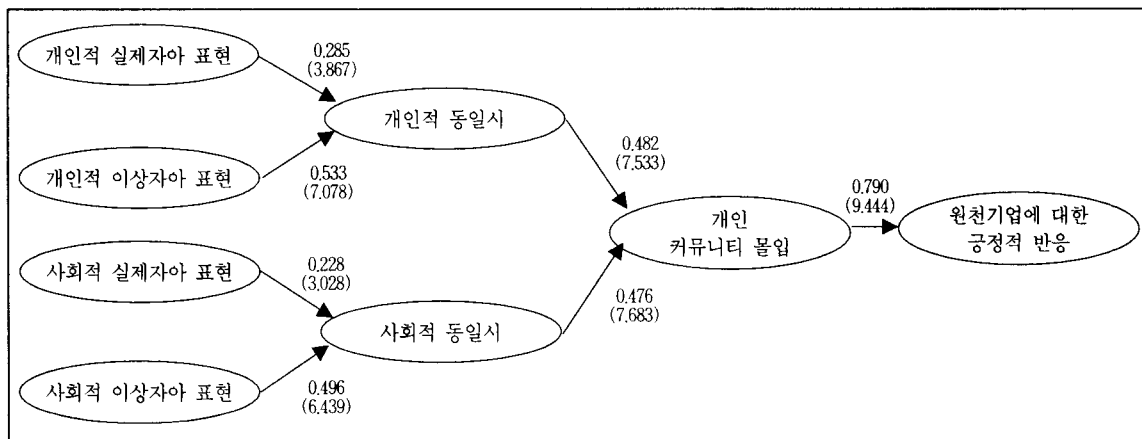 개인적 실제자아 표현
0.285
(3.867)
개인적 동일시
개인적 이상자아 표현
0.533
(7.078)
0.482
(7.533)
개인
커뮤니티 몰입
0.790
(9.444)
원천기업에 대한
긍정적 반응
사회적 실제자아 표현
0.228
(3.028)
사회적 동일시
0.476
(7.683)
사회적 이상자아 표현
0.496
(6.439)